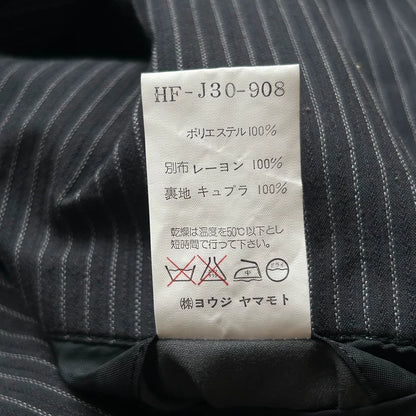 HF-J30-908
ポリエステル100%
別布 レーヨン 100%
裏地 キュプラ 100%
乾燥は温度を50℃以下とし
短時間で行って下さい。
㈱ヨウジ ヤマモト